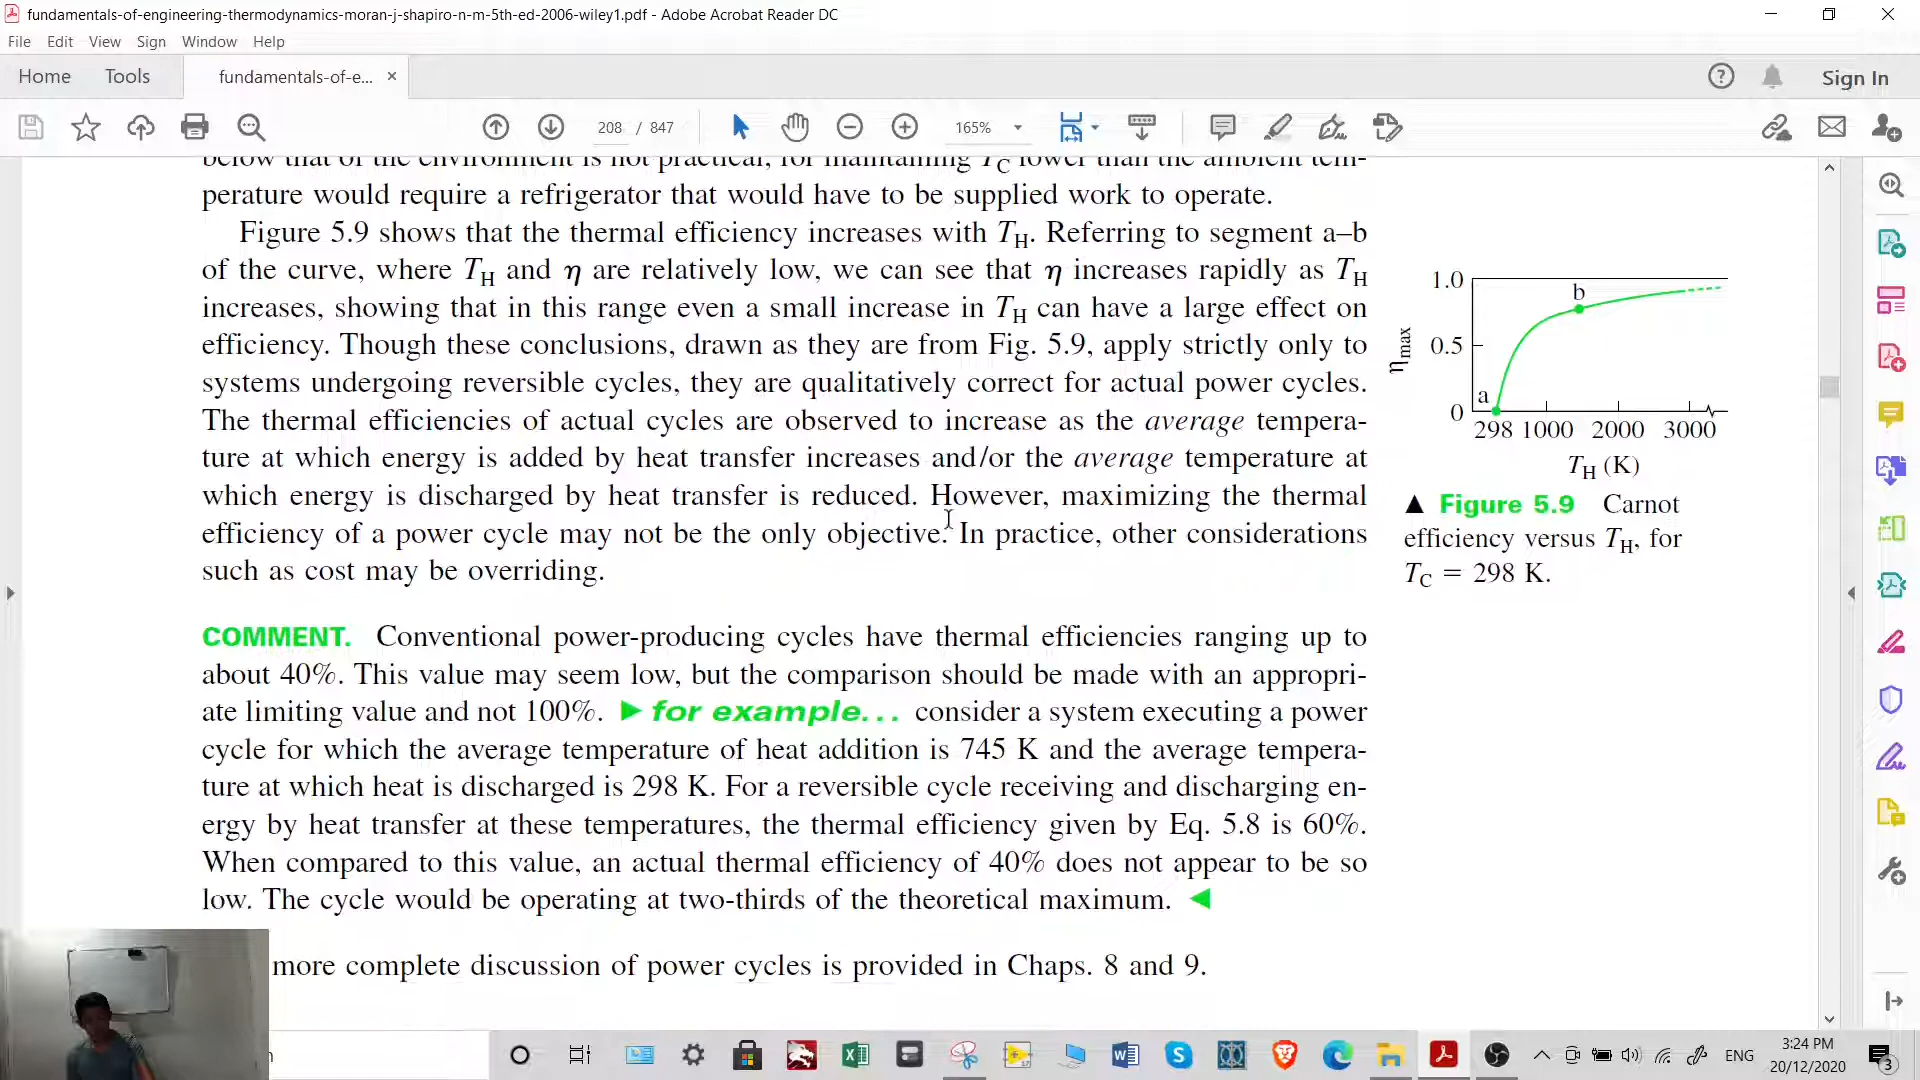 fundamentals-of-engineering-thermodynamics-moran-j-shapiro-n-m-5th-ed-2006-wiley1.pdf - Adobe Acrobat Reader DC
File Edit View Sign Window Help
Home Tools fundamentals-of-e... × Sign In
208 / 847 165%
below that of the environment is not practical, for maintaining TC lower than the ambient tem-
perature would require a refrigerator that would have to be supplied work to operate.
Figure 5.9 shows that the thermal efficiency increases with TH. Referring to segment a–b
of the curve, where TH and η are relatively low, we can see that η increases rapidly as TH
increases, showing that in this range even a small increase in TH can have a large effect on
efficiency. Though these conclusions, drawn as they are from Fig. 5.9, apply strictly only to
systems undergoing reversible cycles, they are qualitatively correct for actual power cycles.
The thermal efficiencies of actual cycles are observed to increase as the average tempera-
ture at which energy is added by heat transfer increases and/or the average temperature at
which energy is discharged by heat transfer is reduced. However, maximizing the thermal
efficiency of a power cycle may not be the only objective. In practice, other considerations
such as cost may be overriding.
COMMENT. Conventional power-producing cycles have thermal efficiencies ranging up to
about 40%. This value may seem low, but the comparison should be made with an appropri-
ate limiting value and not 100%. ▶ for example... consider a system executing a power
cycle for which the average temperature of heat addition is 745 K and the average tempera-
ture at which heat is discharged is 298 K. For a reversible cycle receiving and discharging en-
ergy by heat transfer at these temperatures, the thermal efficiency given by Eq. 5.8 is 60%.
When compared to this value, an actual thermal efficiency of 40% does not appear to be so
low. The cycle would be operating at two-thirds of the theoretical maximum. ◀
more complete discussion of power cycles is provided in Chaps. 8 and 9.
1.0
b
ηmax
0.5
a
0
298 1000 2000 3000
TH (K)
▲ Figure 5.9 Carnot
efficiency versus TH, for
TC = 298 K.
ENG
3:24 PM
20/12/2020
3